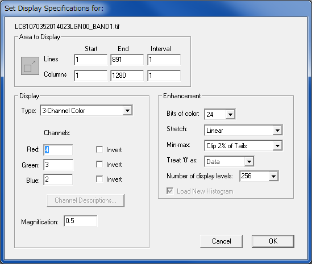 Set Display Specifications for:
LC81070352014023LGN00_BAND1.tif
Area to Display
Start End Interval
Lines 1 891 1
Columns 1 1280 1
Display
Type: 3-Channel Color
Channels:
Red: 4 Invert
Green: 3 Invert
Blue: 2 Invert
Channel Descriptions...
Magnification: 0.5
Enhancement
Bits of color: 24
Stretch: Linear
Min-max: Clip 2% of Tails
Treat '0' as: Data
Number of display levels: 256
Load New Histogram
Cancel OK